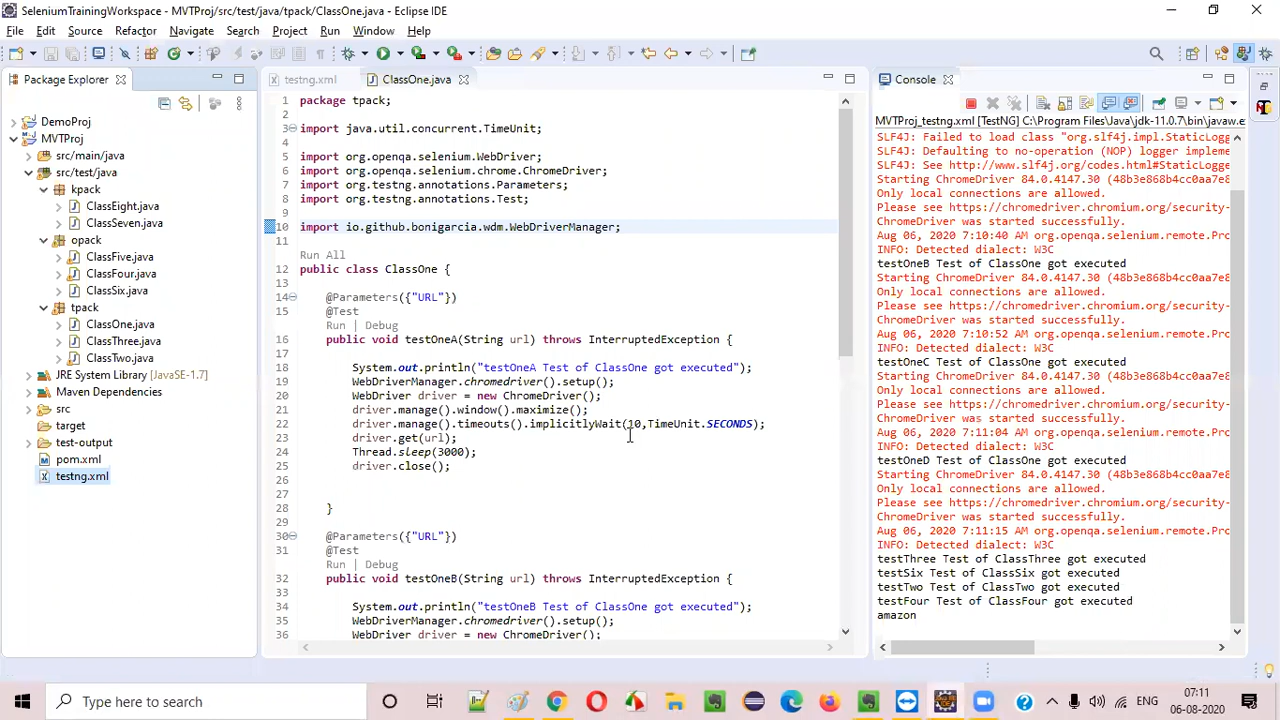 SeleniumTrainingWorkspace - MVTProj/src/test/java/tpack/ClassOne.java - Eclipse IDE
File Edit Source Refactor Navigate Search Project Run Window Help
Package Explorer
DemoProj
MVTProj
src/main/java
src/test/java
kpack
ClassEight.java
ClassSeven.java
opack
ClassFive.java
ClassFour.java
ClassSix.java
tpack
ClassOne.java
ClassThree.java
ClassTwo.java
JRE System Library [JavaSE-1.7]
Maven Dependencies
src
target
test-output
pom.xml
testng.xml
testng.xml ClassOne.java
1 package tpack;
2
3 import java.util.concurrent.TimeUnit;
5 import org.openqa.selenium.WebDriver;
6 import org.openqa.selenium.chrome.ChromeDriver;
7 import org.testng.annotations.Parameters;
8 import org.testng.annotations.Test;
9
10 import io.github.bonigarcia.wdm.WebDriverManager;
11
Run All
12 public class ClassOne {
13
14 @Parameters({"URL"})
15 @Test
Run | Debug
16 public void testOneA(String url) throws InterruptedException {
17
18 System.out.println("testOneA Test of ClassOne got executed");
19 WebDriverManager.chromedriver().setup();
20 WebDriver driver = new ChromeDriver();
21 driver.manage().window().maximize();
22 driver.manage().timeouts().implicitlyWait(10,TimeUnit.SECONDS);
23 driver.get(url);
24 Thread.sleep(3000);
25 driver.close();
26
27
28 }
29
30 @Parameters({"URL"})
31 @Test
Run | Debug
32 public void testOneB(String url) throws InterruptedException {
33
34 System.out.println("testOneB Test of ClassOne got executed");
35 WebDriverManager.chromedriver().setup();
36 WebDriver driver = new ChromeDriver();
Console
MVTProj_testng.xml [TestNG] C:\Program Files\Java\jdk-11.0.7\bin\javaw.e
SLF4J: Failed to load class "org.slf4j.impl.StaticLogg
SLF4J: Defaulting to no-operation (NOP) logger impleme
SLF4J: See http://www.slf4j.org/codes.html#StaticLogge
Starting ChromeDriver 84.0.4147.30 (48b3e868b4cc0aa7e8
Only local connections are allowed.
Please see https://chromedriver.chromium.org/security-
ChromeDriver was started successfully.
Aug 06, 2020 7:10:40 AM org.openqa.selenium.remote.Pro
INFO: Detected dialect: W3C
testOneB Test of ClassOne got executed
Starting ChromeDriver 84.0.4147.30 (48b3e868b4cc0aa7e8
Only local connections are allowed.
Please see https://chromedriver.chromium.org/security-
ChromeDriver was started successfully.
Aug 06, 2020 7:10:52 AM org.openqa.selenium.remote.Pro
INFO: Detected dialect: W3C
testOneC Test of ClassOne got executed
Starting ChromeDriver 84.0.4147.30 (48b3e868b4cc0aa7e8
Only local connections are allowed.
Please see https://chromedriver.chromium.org/security-
ChromeDriver was started successfully.
Aug 06, 2020 7:11:04 AM org.openqa.selenium.remote.Pro
INFO: Detected dialect: W3C
testOneD Test of ClassOne got executed
Starting ChromeDriver 84.0.4147.30 (48b3e868b4cc0aa7e8
Only local connections are allowed.
Please see https://chromedriver.chromium.org/security-
ChromeDriver was started successfully.
Aug 06, 2020 7:11:15 AM org.openqa.selenium.remote.Pro
INFO: Detected dialect: W3C
testThree Test of ClassThree got executed
testSix Test of ClassSix got executed
testTwo Test of ClassTwo got executed
testFour Test of ClassFour got executed
amazon
Type here to search
ENG
07:11
06-08-2020